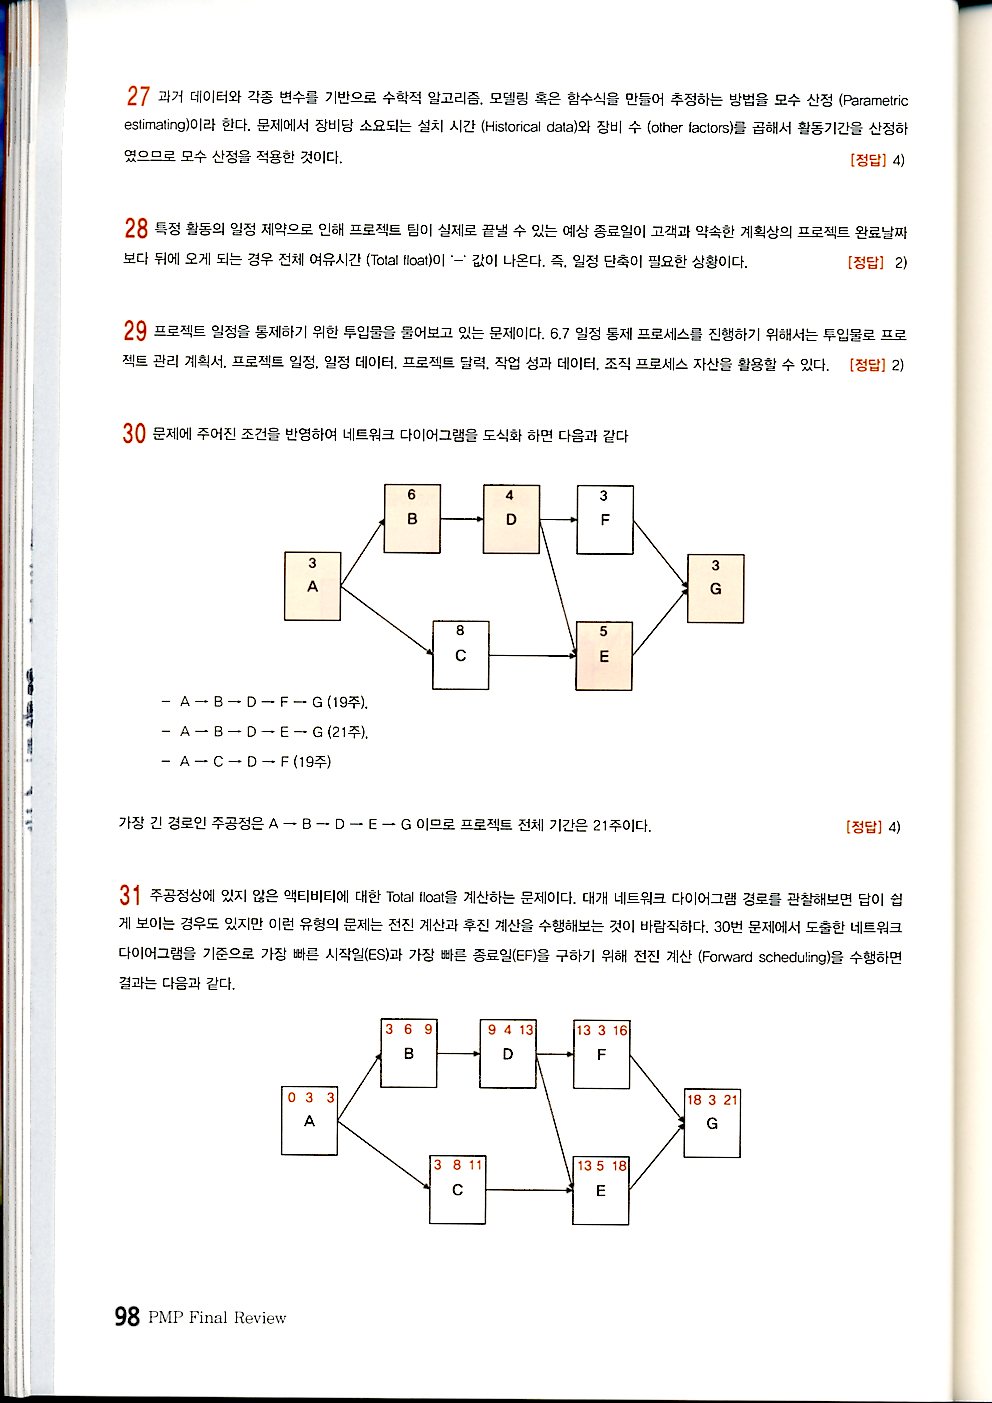 27 과거 데이터와 각종 변수를 기반으로 수학적 알고리즘, 모델링 혹은 함수식을 만들어 추정하는 방법을 모수 산정 (Parametric
estimating)이라 한다. 문제에서 장비당 소요되는 설치 시간 (Historical data)와 장비 수 (other factors)를 곱해서 활동기간을 산정하
였으므로 모수 산정을 적용한 것이다. [정답] 4)
28 특정 활동의 일정 제약으로 인해 프로젝트 팀이 실제로 끝낼 수 있는 예상 종료일이 고객과 약속한 계획상의 프로젝트 완료날짜
보다 뒤에 오게 되는 경우 전체 여유시간 (Total float)이 '–' 값이 나온다. 즉, 일정 단축이 필요한 상황이다. [정답] 2)
29 프로젝트 일정을 통제하기 위한 투입물을 물어보고 있는 문제이다. 6.7 일정 통제 프로세스를 진행하기 위해서는 투입물로 프로
젝트 관리 계획서, 프로젝트 일정, 일정 데이터, 프로젝트 달력, 작업 성과 데이터, 조직 프로세스 자산을 활용할 수 있다. [정답] 2)
30 문제에 주어진 조건을 반영하여 네트워크 다이어그램을 도식화 하면 다음과 같다
6 4 3
B D F
3 3
A G
8 5
C E
– A → B → D → F → G (19주),
– A → B → D → E → G (21주),
– A → C → D → F (19주)
가장 긴 경로인 주공정은 A → B → D → E → G 이므로 프로젝트 전체 기간은 21주이다. [정답] 4)
31 주공정상에 있지 않은 액티비티에 대한 Total float을 계산하는 문제이다. 대개 네트워크 다이어그램 경로를 관찰해보면 답이 쉽
게 보이는 경우도 있지만 이런 유형의 문제는 전진 계산과 후진 계산을 수행해보는 것이 바람직하다. 30번 문제에서 도출한 네트워크
다이어그램을 기준으로 가장 빠른 시작일(ES)과 가장 빠른 종료일(EF)을 구하기 위해 전진 계산 (Forward scheduling)을 수행하면
결과는 다음과 같다.
3 6 9 9 4 13 13 3 16
B D F
0 3 3 18 3 21
A G
3 8 11 13 5 18
C E
98 PMP Final Review